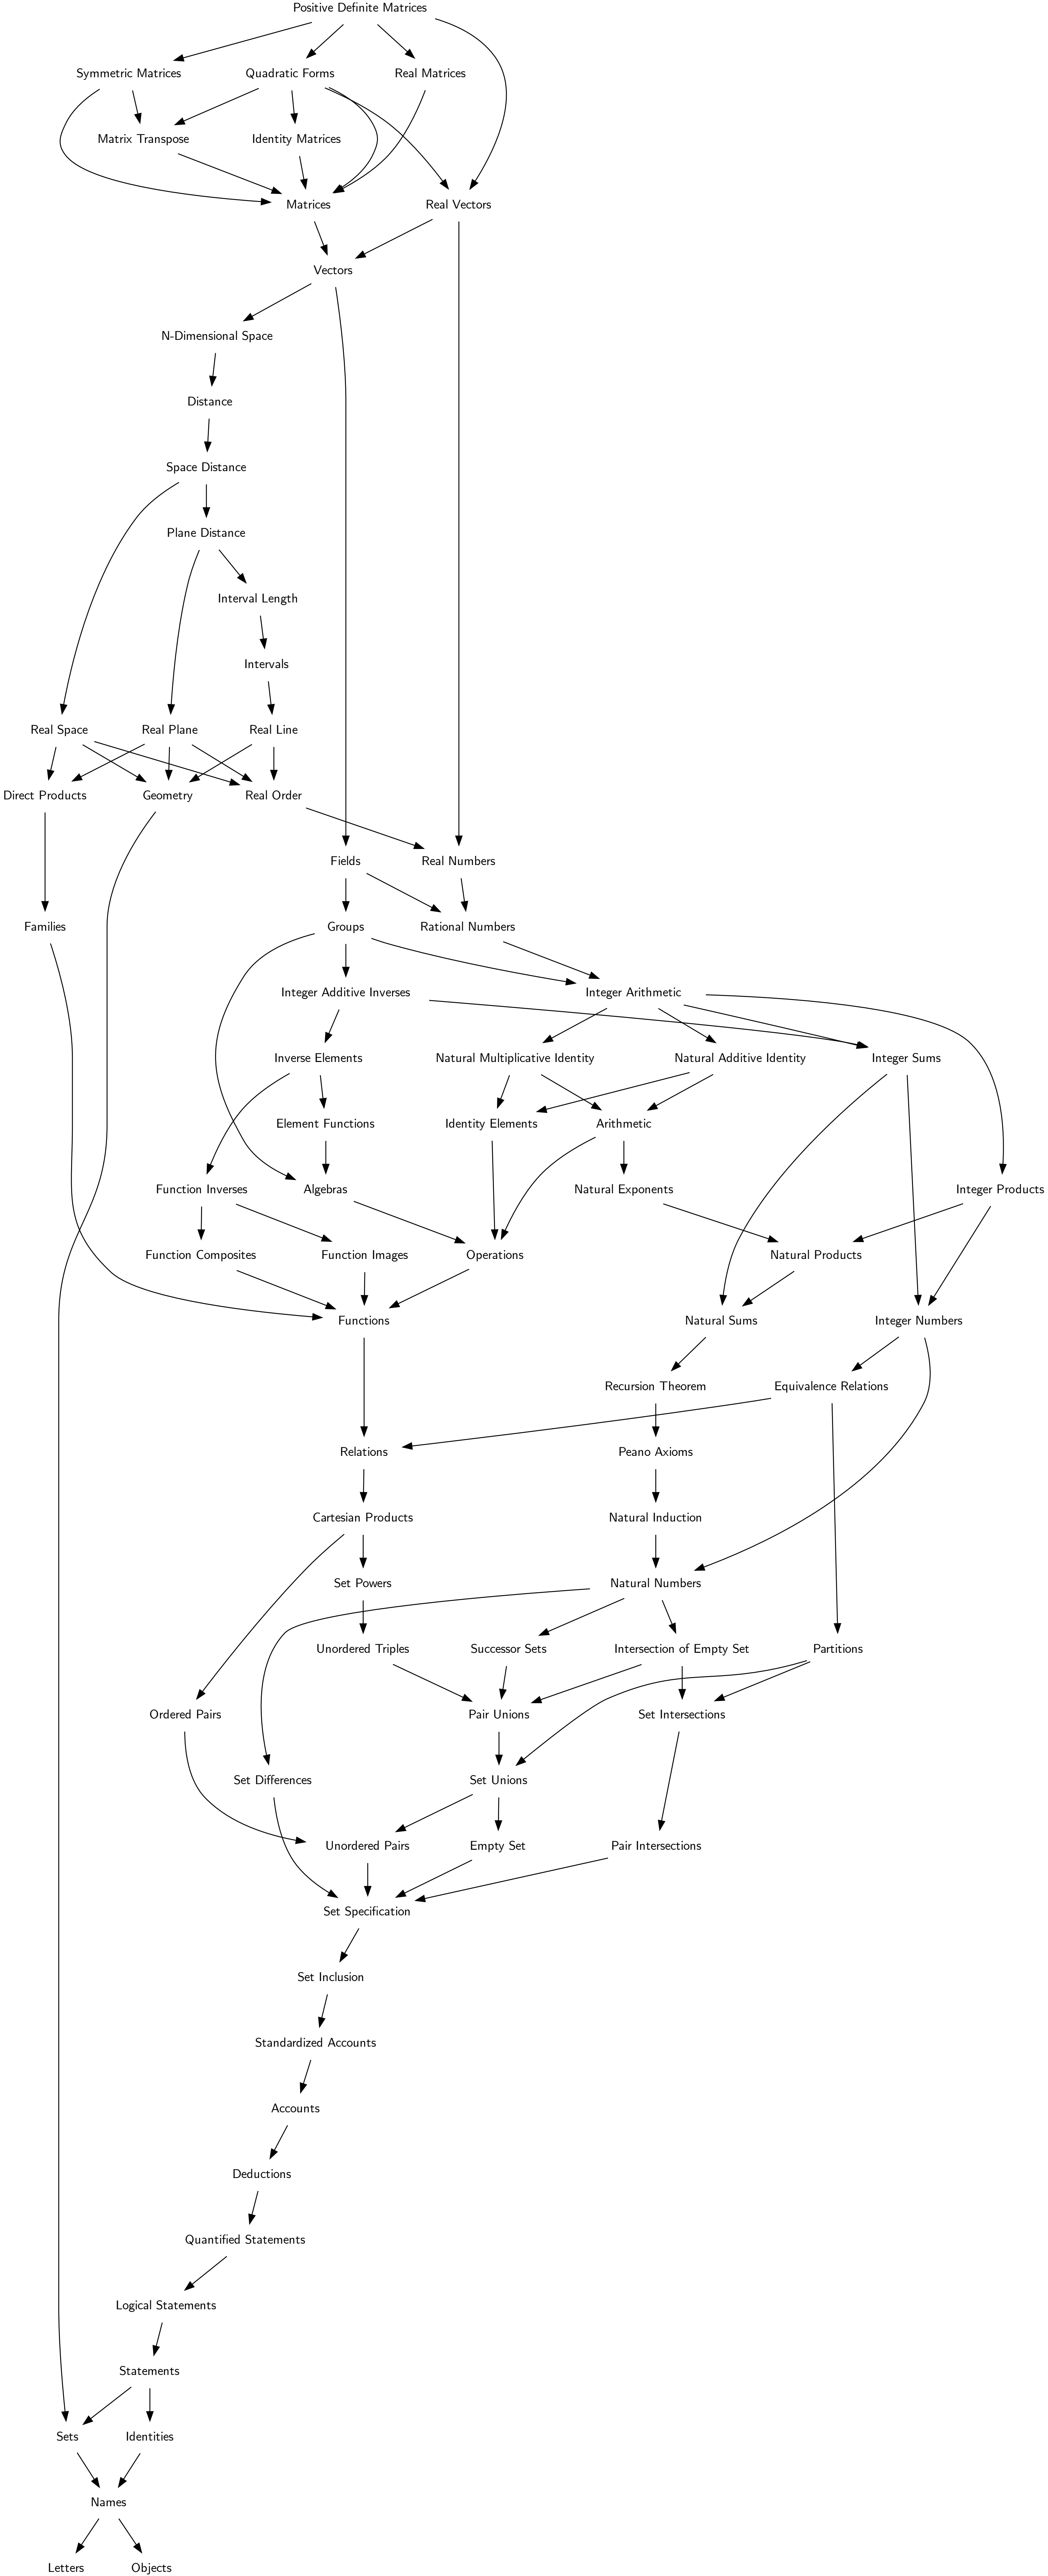 Positive Definite Matrices
Symmetric Matrices
Quadratic Forms
Real Matrices
Matrix Transpose
Identity Matrices
Matrices
Real Vectors
Vectors
N-Dimensional Space
Distance
Space Distance
Plane Distance
Interval Length
Intervals
Real Space
Real Plane
Real Line
Direct Products
Geometry
Real Order
Fields
Real Numbers
Families
Groups
Rational Numbers
Integer Additive Inverses
Integer Arithmetic
Inverse Elements
Natural Multiplicative Identity
Natural Additive Identity
Integer Sums
Element Functions
Identity Elements
Arithmetic
Function Inverses
Algebras
Natural Exponents
Integer Products
Function Composites
Function Images
Operations
Natural Products
Functions
Natural Sums
Integer Numbers
Recursion Theorem
Equivalence Relations
Relations
Peano Axioms
Cartesian Products
Natural Induction
Set Powers
Natural Numbers
Unordered Triples
Successor Sets
Intersection of Empty Set
Partitions
Ordered Pairs
Pair Unions
Set Intersections
Set Differences
Set Unions
Unordered Pairs
Empty Set
Pair Intersections
Set Specification
Set Inclusion
Standardized Accounts
Accounts
Deductions
Quantified Statements
Logical Statements
Statements
Sets
Identities
Names
Letters
Objects